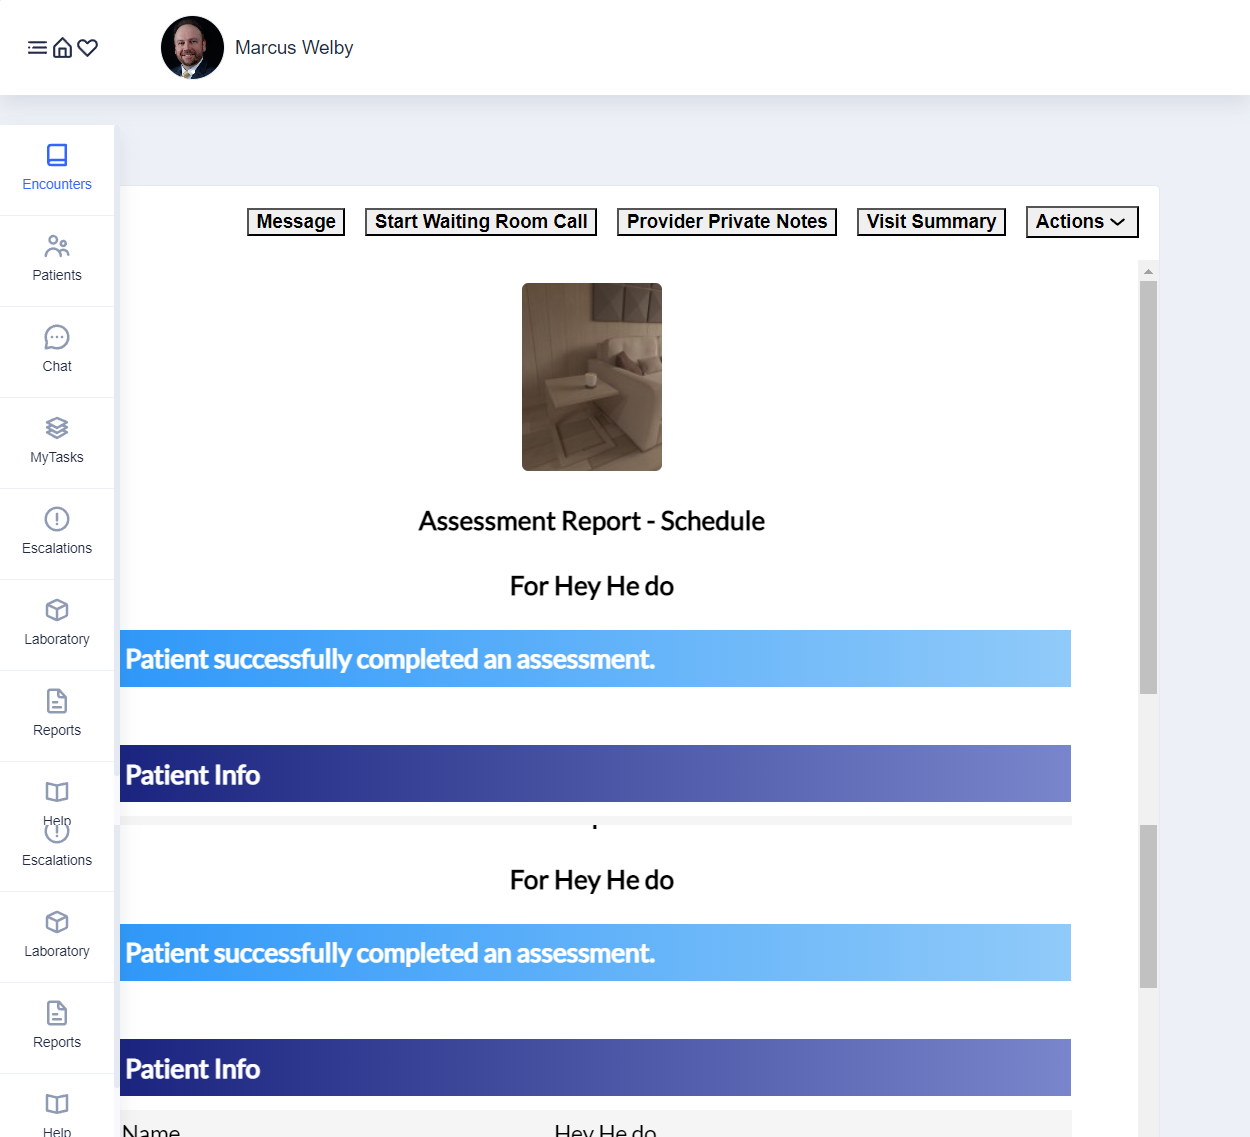 Marcus Welby
Encounters
Patients
Chat
MyTasks
Escalations
Laboratory
Reports
Help
Escalations
Laboratory
Reports
Help
Message
Start Waiting Room Call
Provider Private Notes
Visit Summary
Actions
Assessment Report - Schedule
For Hey He do
Patient successfully completed an assessment.
Patient Info
For Hey He do
Patient successfully completed an assessment.
Patient Info
Name Hey He do